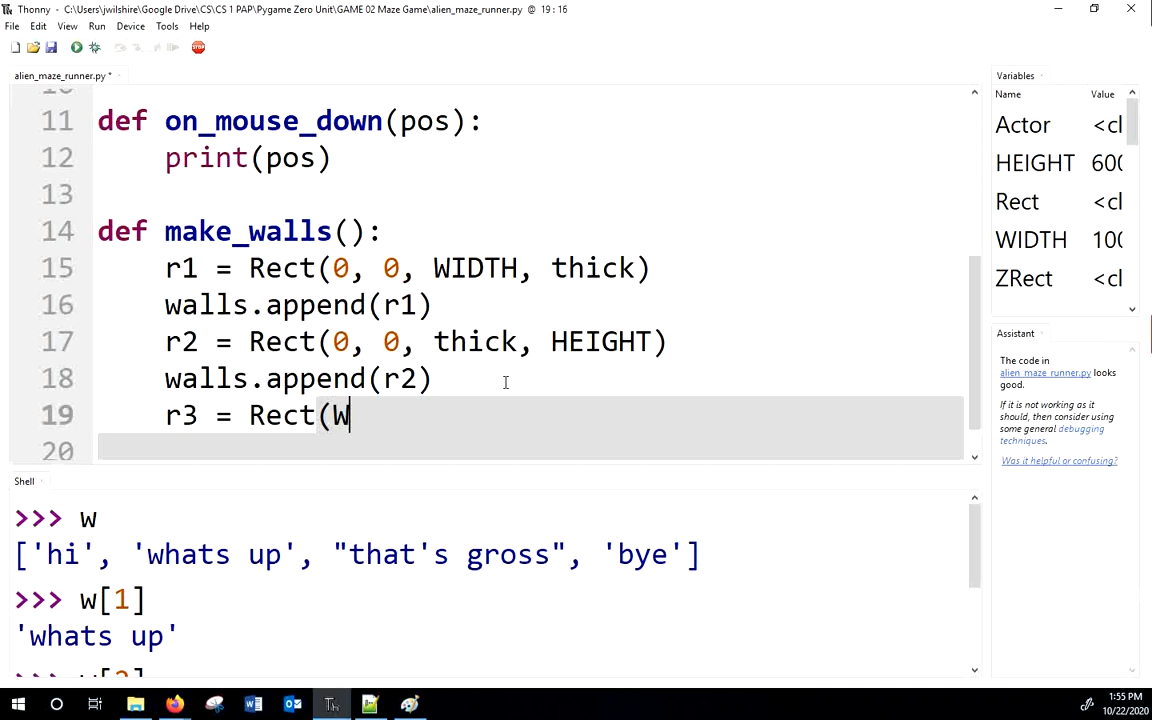 Thonny - C:\Users\jwilshire\Google Drive\CS\CS 1 PAP\Pygame Zero Unit\GAME 02 Maze Game\alien_maze_runner.py @ 19 : 16
File Edit View Run Device Tools Help
STOP
alien_maze_runner.py *
11 def on_mouse_down(pos):
12 print(pos)
13
14 def make_walls():
15 r1 = Rect(0, 0, WIDTH, thick)
16 walls.append(r1)
17 r2 = Rect(0, 0, thick, HEIGHT)
18 walls.append(r2)
19 r3 = Rect(W
20
Shell
>>> w
['hi', 'whats up', "that's gross", 'bye']
>>> w[1]
'whats up'
Variables
Name Value
Actor <cl
HEIGHT 600
Rect <cl
WIDTH 100
ZRect <cl
Assistant
The code in
alien_maze_runner.py looks
good.
If it is not working as it
should, then consider using
some general debugging
techniques.
Was it helpful or confusing?
1:55 PM
10/22/2020